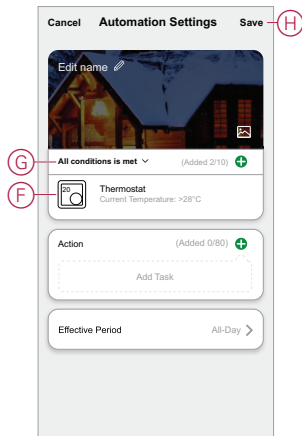 Cancel Automation Settings Save
H
Edit name
G
All conditions is met (Added 2/10)
F
20
Thermostat
Current Temperature: >28°C
Action (Added 0/80)
Add Task
Effective Period All-Day